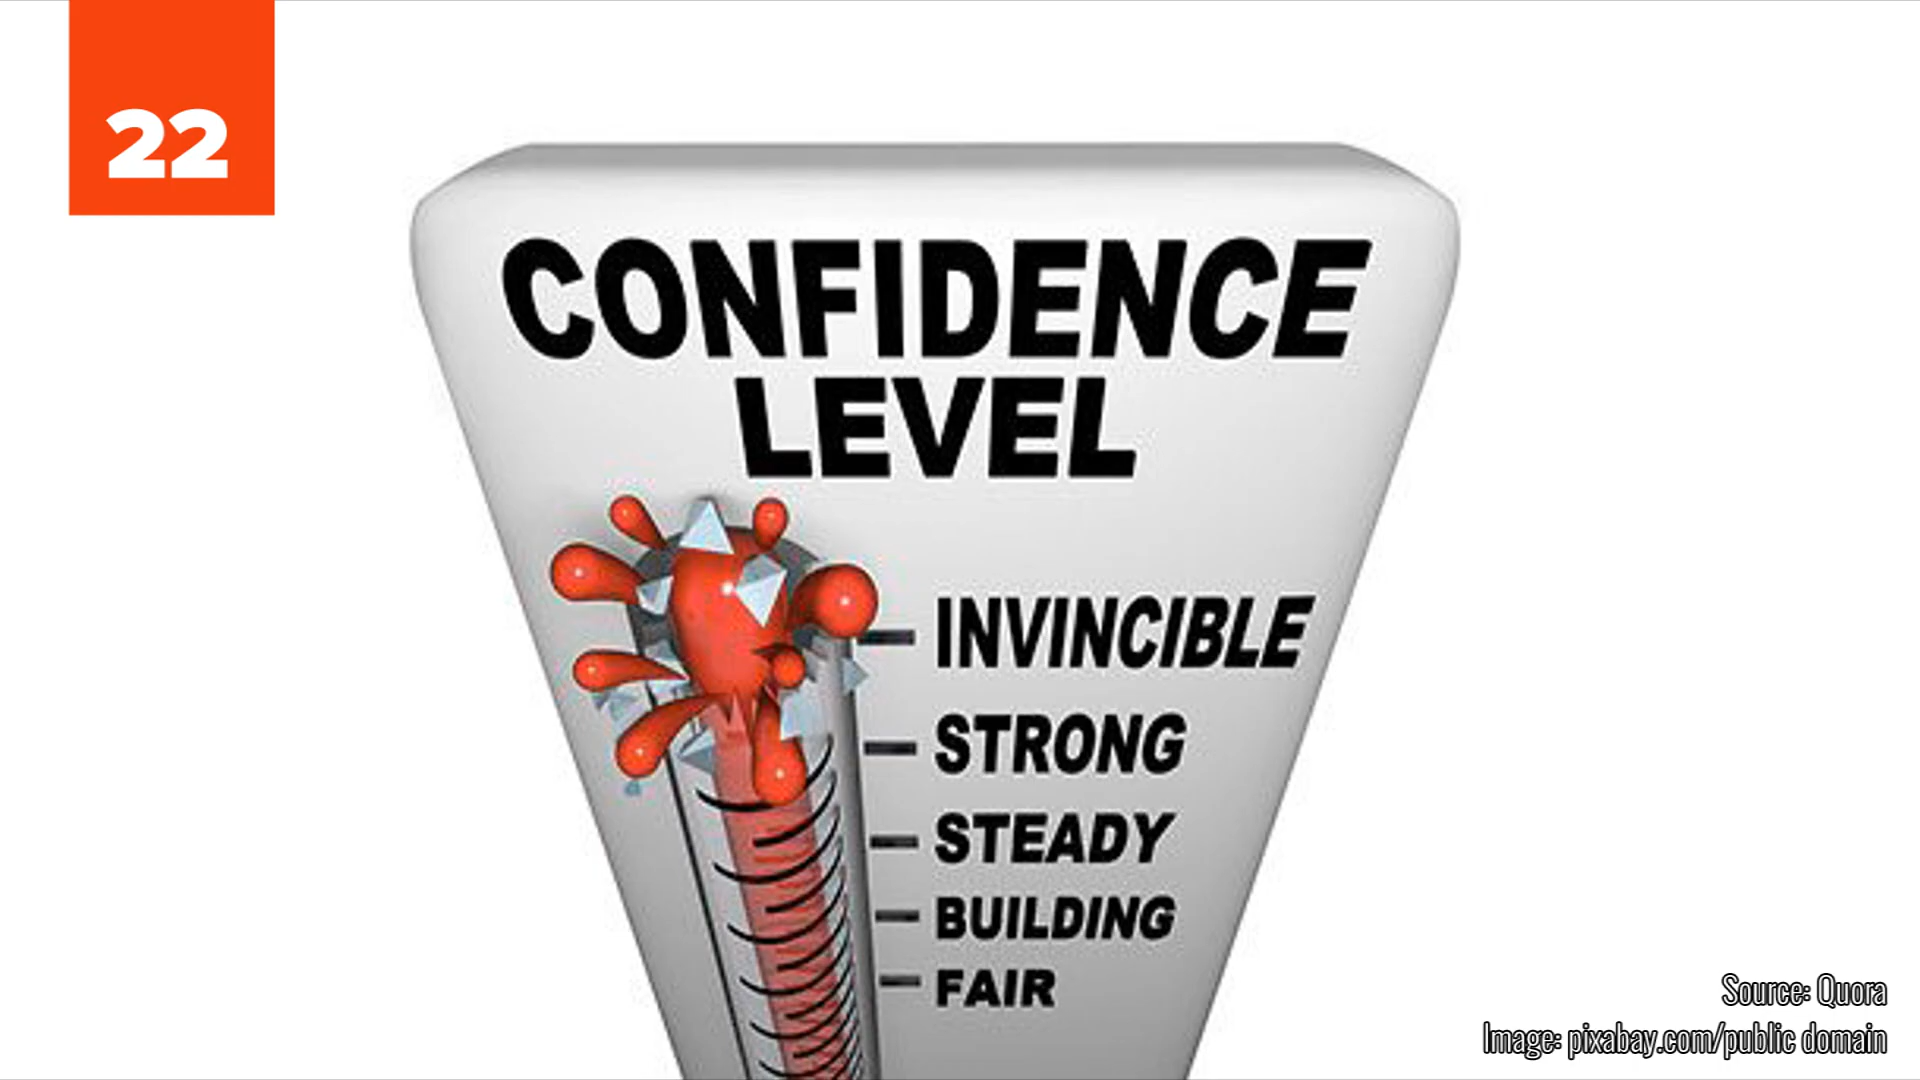 22
CONFIDENCE
LEVEL
INVINCIBLE
STRONG
STEADY
BUILDING
FAIR
Source: Quora
Image: pixabay.com/public domain